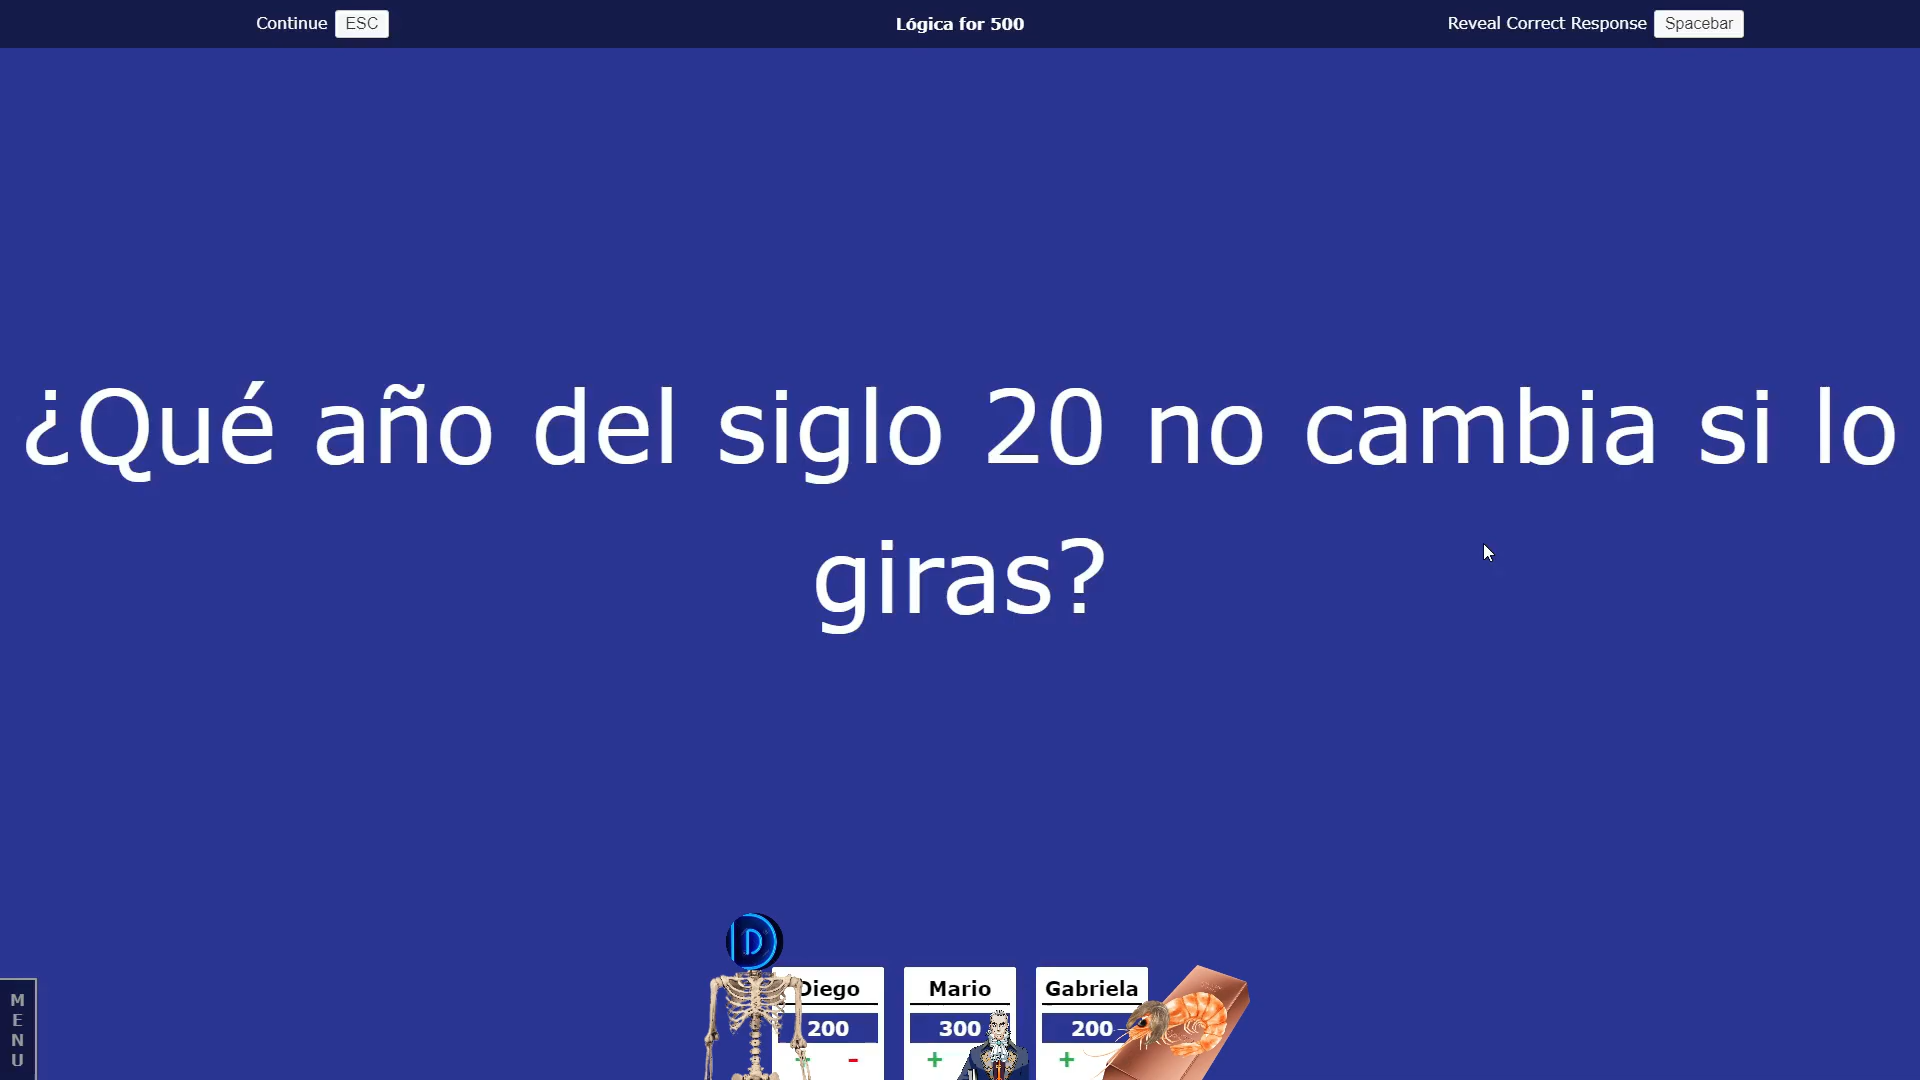 Continue ESC
Lógica for 500
Reveal Correct Response Spacebar
¿Qué año del siglo 20 no cambia si lo
giras?
D
Diego
200
+ -
Mario
300
+
Gabriela
200
+
MENU